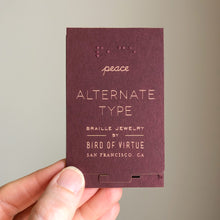 peace
ALTERNATE
TYPE
BRAILLE JEWELRY
BY
BIRD OF VIRTUE
SAN FRANCISCO, CA